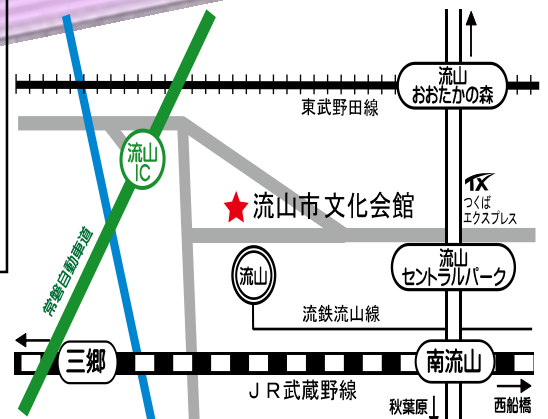 流山
おおたかの森
東武野田線
流山
IC
TX
つくば
エクスプレス
流山市文化会館
常磐自動車道
流山
セントラルパーク
流山
流鉄流山線
三郷
南流山
JR武蔵野線
秋葉原
西船橋